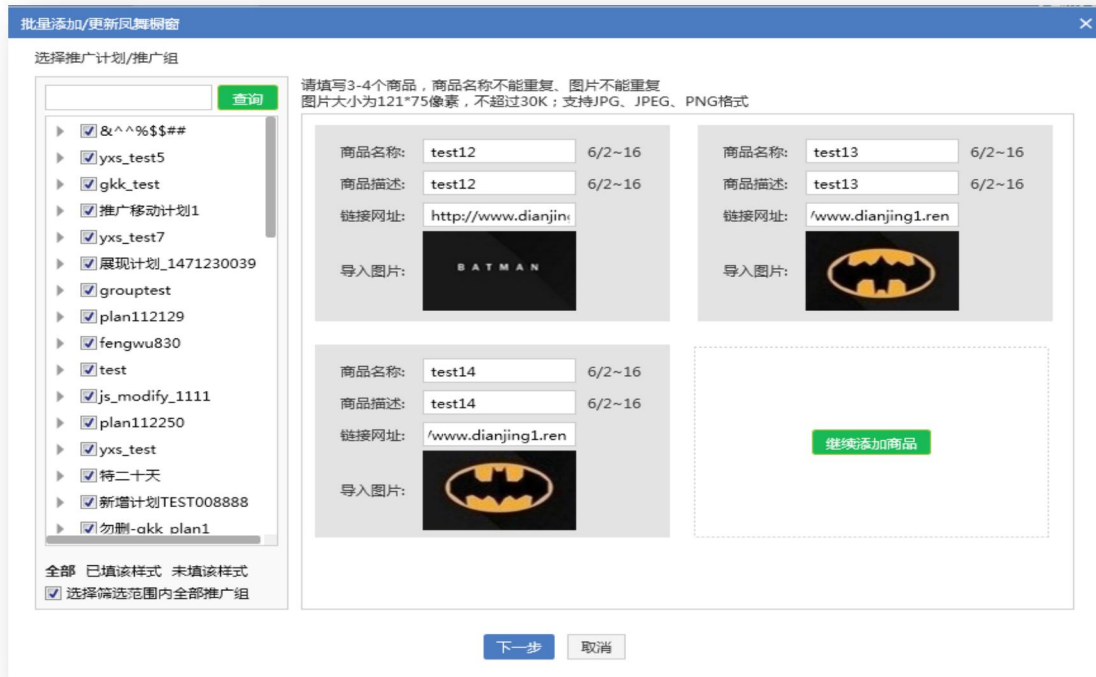 批量添加/更新凤舞橱窗
选择推广计划/推广组
查询
&^^%$$##
yxs_test5
gkk_test
推广移动计划1
yxs_test7
展现计划_1471230039
grouptest
plan112129
fengwu830
test
js_modify_1111
plan112250
yxs_test
特二十天
新增计划TEST008888
勿删-gkk_plan1
全部 已填该样式 未填该样式
选择筛选范围内全部推广组
请填写3-4个商品，商品名称不能重复、图片不能重复
图片大小为121*75像素，不超过30K；支持JPG、JPEG、PNG格式
商品名称: test12 6/2~16
商品描述: test12 6/2~16
链接网址: http://www.dianjing
导入图片: BATMAN
商品名称: test13 6/2~16
商品描述: test13 6/2~16
链接网址: /www.dianjing1.ren
导入图片:
商品名称: test14 6/2~16
商品描述: test14 6/2~16
链接网址: /www.dianjing1.ren
导入图片:
继续添加商品
下一步 取消